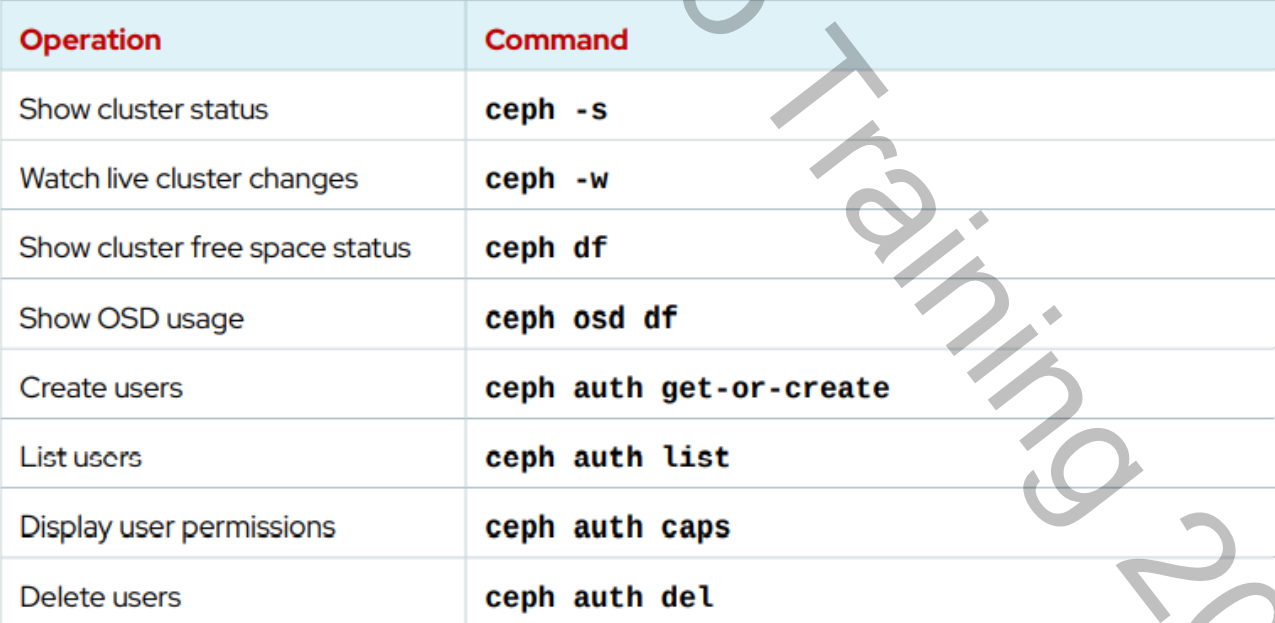 Operation Command
Show cluster status ceph -s
Watch live cluster changes ceph -w
Show cluster free space status ceph df
Show OSD usage ceph osd df
Create users ceph auth get-or-create
List users ceph auth list
Display user permissions ceph auth caps
Delete users ceph auth del
Training